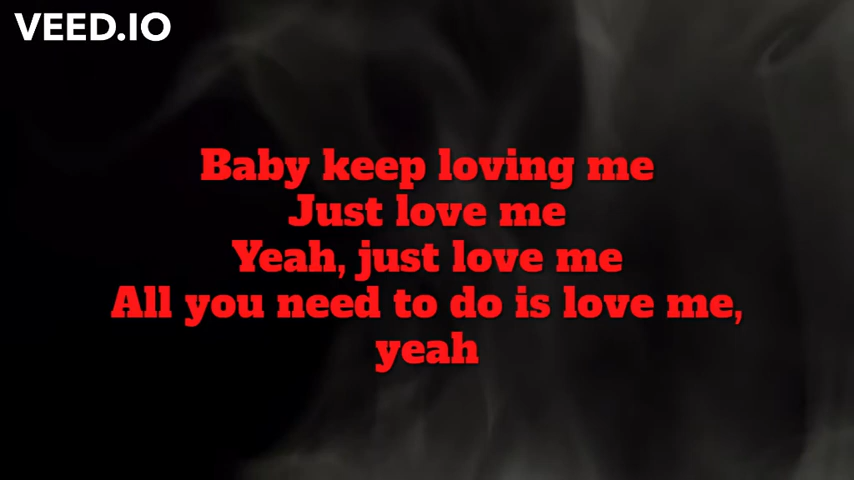 VEED.IO
Baby keep loving me
Just love me
Yeah, just love me
All you need to do is love me,
yeah